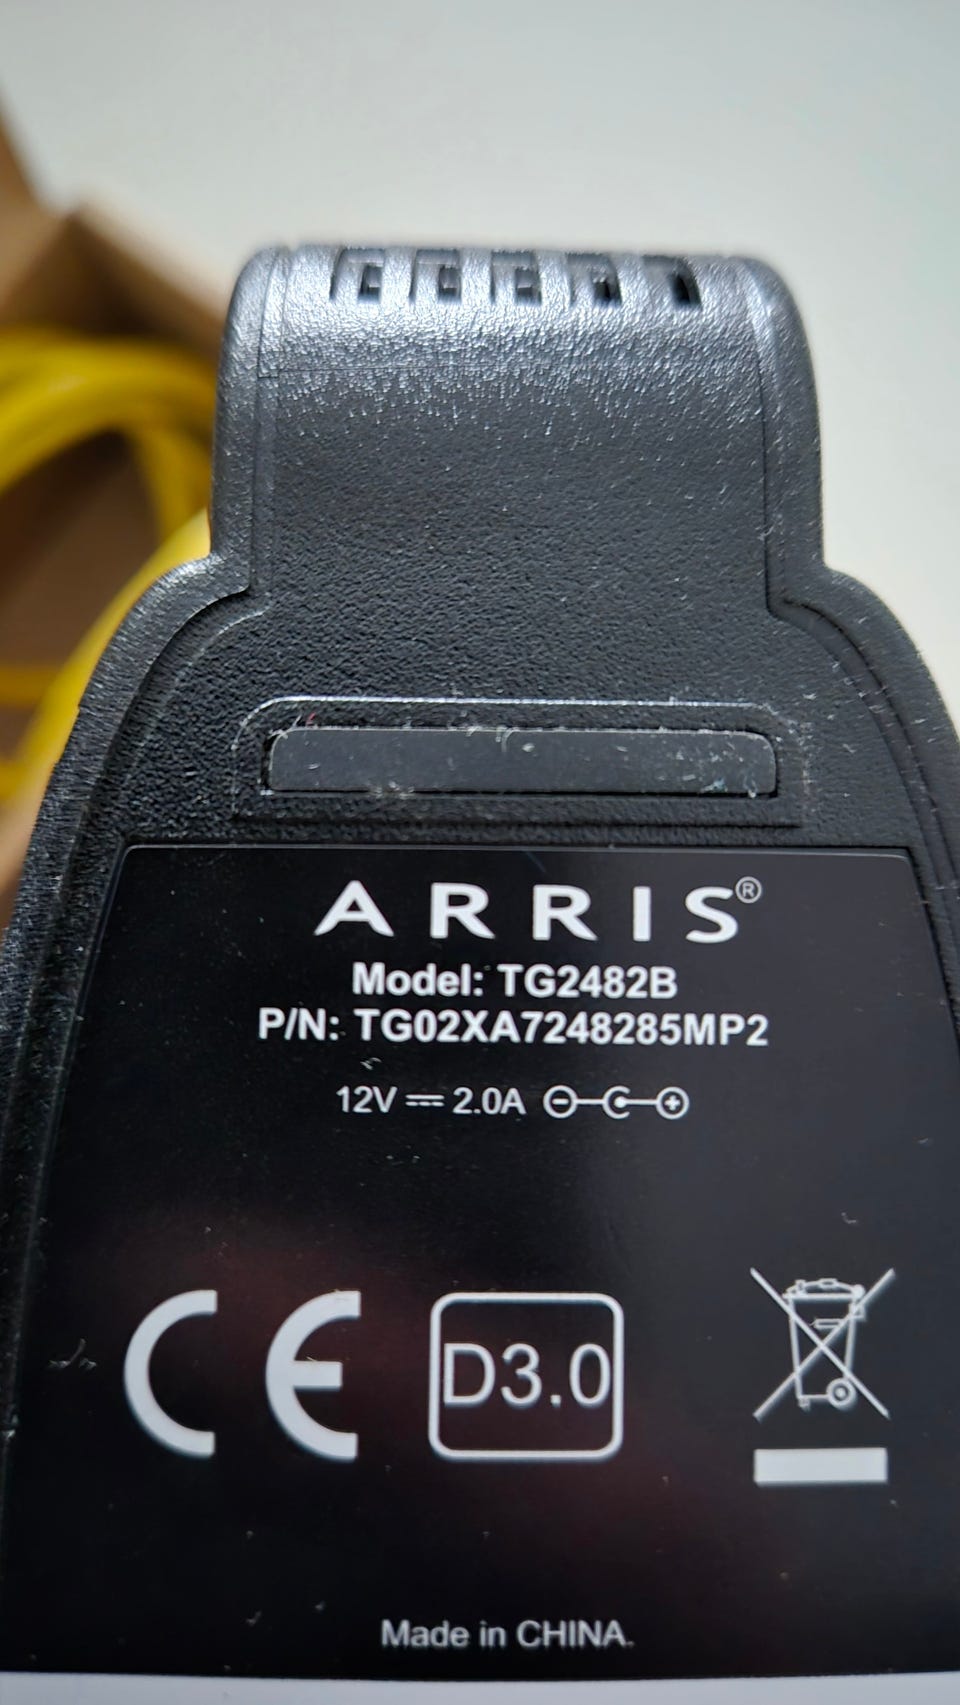 ARRIS®
Model: TG2482B
P/N: TG02XA7248285MP2
12V ⎓ 2.0A
CE
D3.0
Made in CHINA.